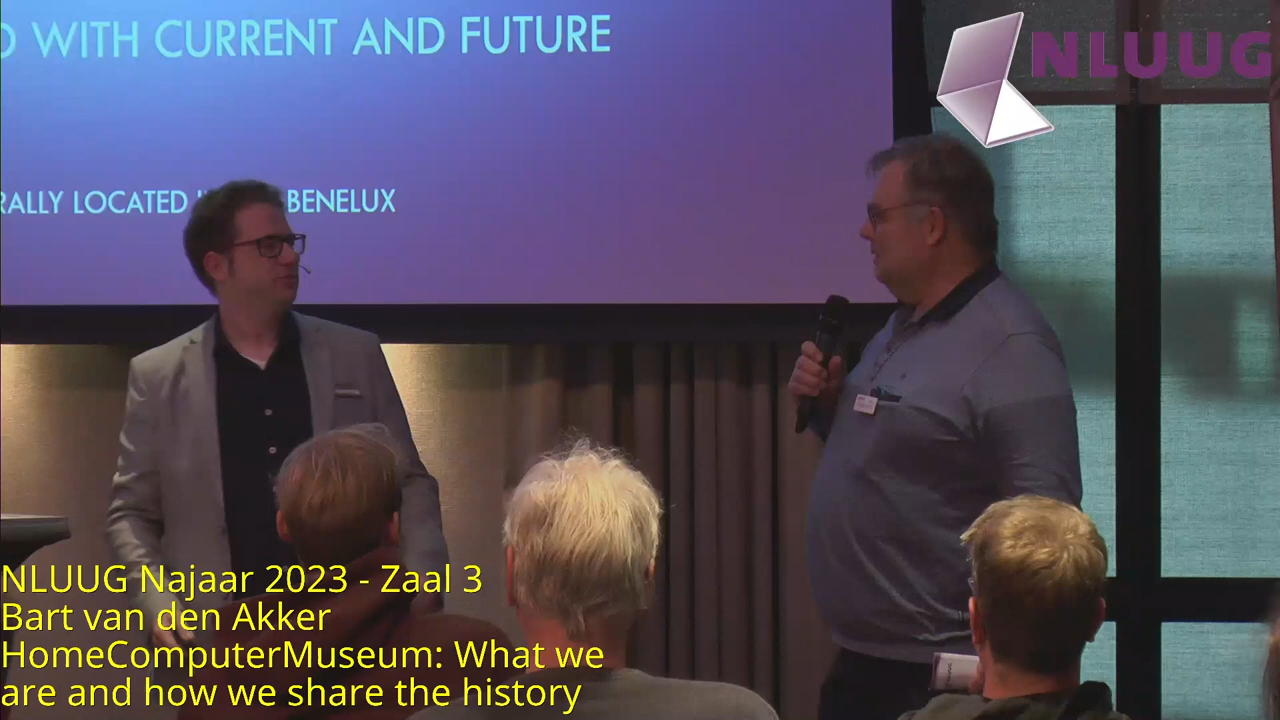 WITH CURRENT AND FUTURE
NLUUG
LOCATED
BENELUX
NLUUG Najaar 2023 - Zaal 3
Bart van den Akker
HomeComputerMuseum: What we
are and how we share the history